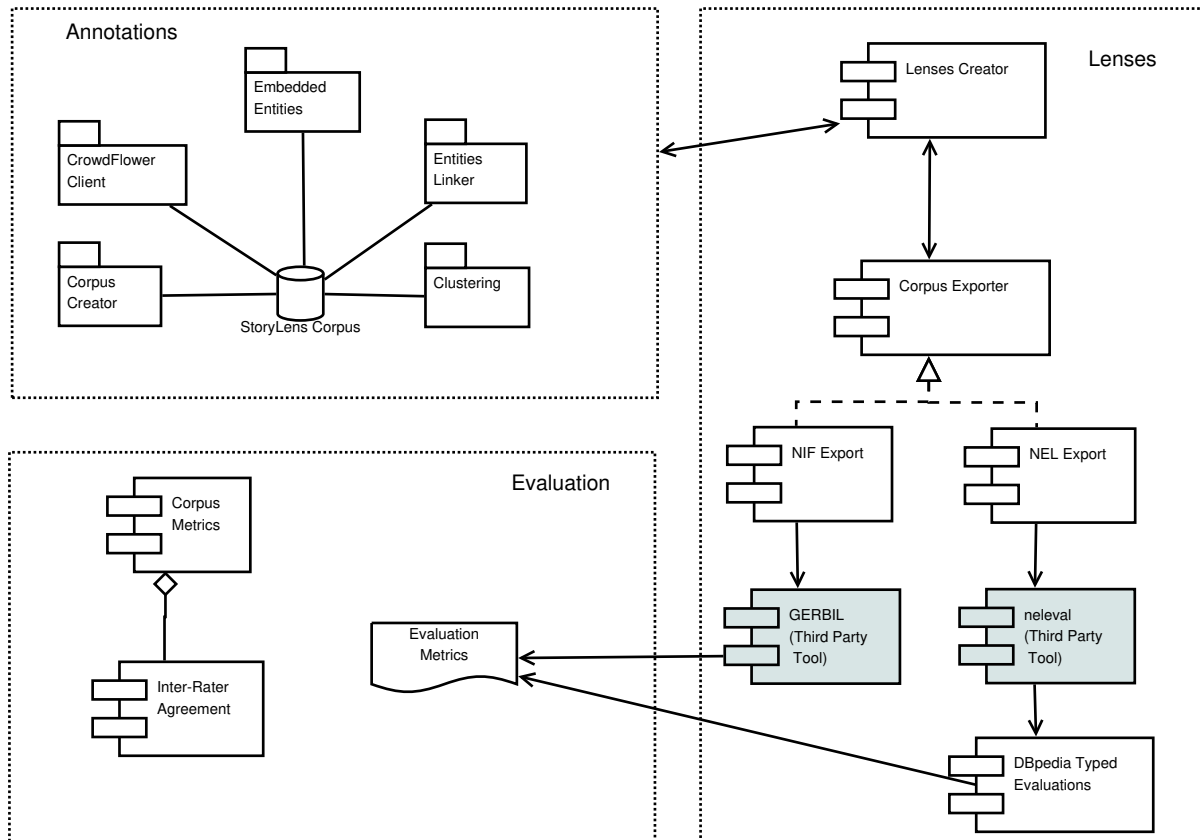 Annotations
Embedded
Entities
CrowdFlower
Client
Entities
Linker
Corpus
Creator
Clustering
StoryLens Corpus
Lenses
Lenses Creator
Corpus Exporter
NIF Export
NEL Export
GERBIL
(Third Party
Tool)
neleval
(Third Party
Tool)
DBpedia Typed
Evaluations
Evaluation
Corpus
Metrics
Evaluation
Metrics
Inter-Rater
Agreement